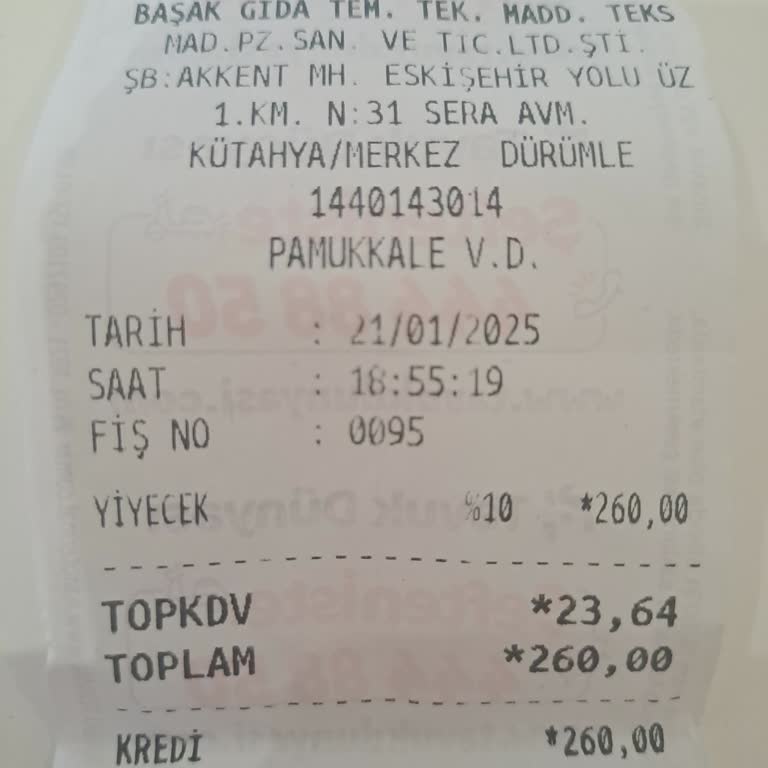 BAŞAK GIDA TEM. TEK. MADD. TEKS
MAD.PZ.SAN. VE TİC.LTD.ŞTİ.
ŞB:AKKENT MH. ESKİŞEHİR YOLU ÜZ
1.KM. N:31 SERA AVM.
KÜTAHYA/MERKEZ DÜRÜMLE
1440143014
PAMUKKALE V.D.
TARİH : 21/01/2025
SAAT : 18:55:19
FİŞ NO : 0095
YİYECEK %10 *260,00
TOPKDV *23,64
TOPLAM *260,00
KREDİ *260,00